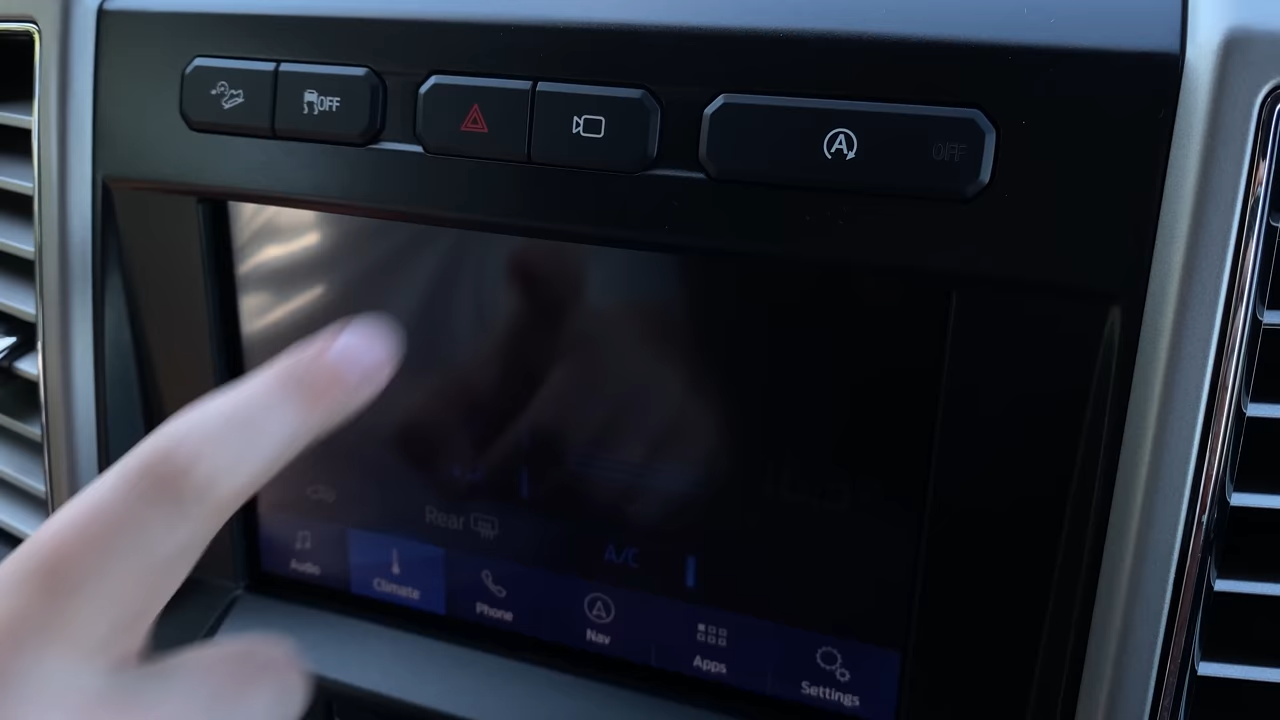 OFF
A OFF
Rear
A/C
Audio
Climate
Phone
Nav
Apps
Settings